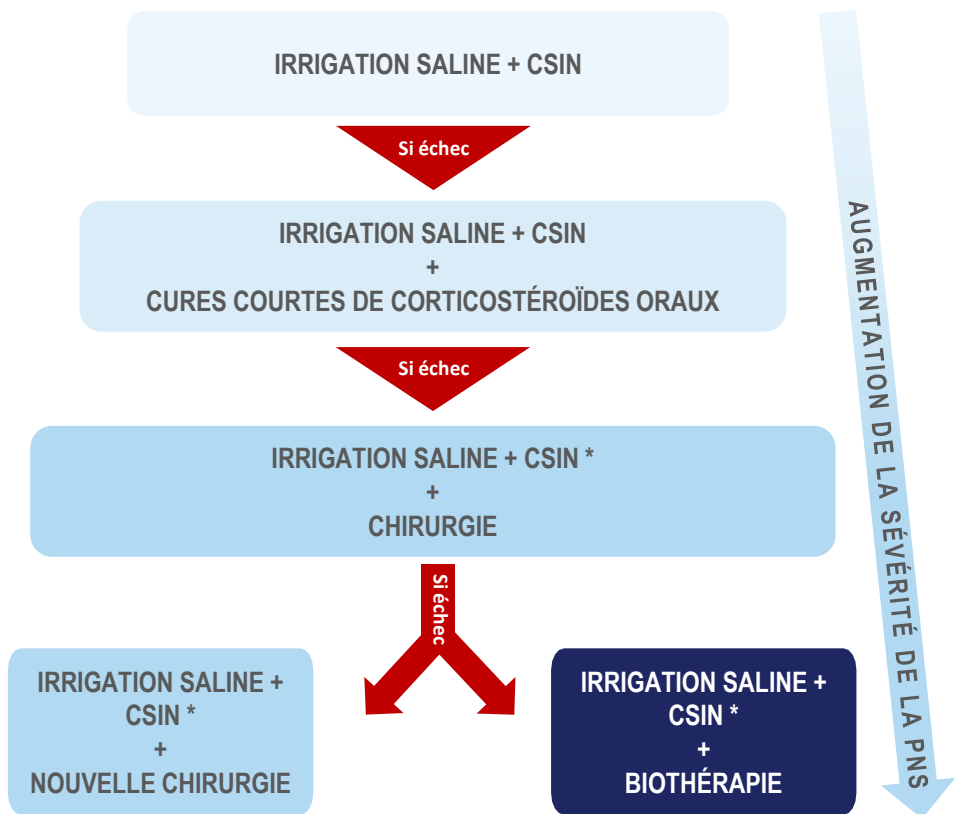 IRRIGATION SALINE + CSIN
Si échec
IRRIGATION SALINE + CSIN
+
CURES COURTES DE CORTICOSTÉROÏDES ORAUX
Si échec
IRRIGATION SALINE + CSIN *
+
CHIRURGIE
Si échec
IRRIGATION SALINE +
CSIN *
+
NOUVELLE CHIRURGIE
IRRIGATION SALINE +
CSIN *
+
BIOTHÉRAPIE
AUGMENTATION DE LA SÉVÉRITÉ DE LA PNS